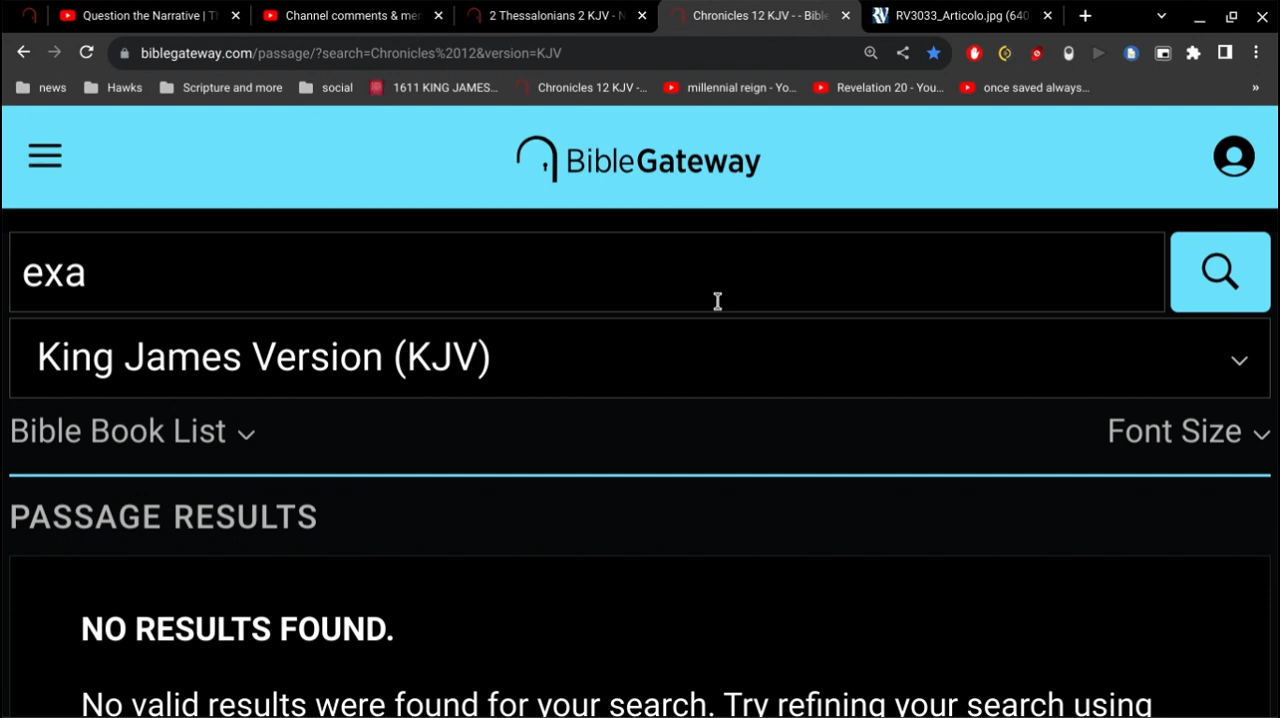 Question the Narrative | T
Channel comments & me
2 Thessalonians 2 KJV - N
Chronicles 12 KJV - - Bible
RV3033_Articolo.jpg (640
biblegateway.com/passage/?search=Chronicles%2012&version=KJV
news
Hawks
Scripture and more
social
1611 KING JAMES...
Chronicles 12 KJV -...
millennial reign - Yo...
Revelation 20 - You...
once saved always...
»
BibleGateway
exa
King James Version (KJV)
Bible Book List
Font Size
PASSAGE RESULTS
NO RESULTS FOUND.
No valid results were found for your search. Try refining your search using